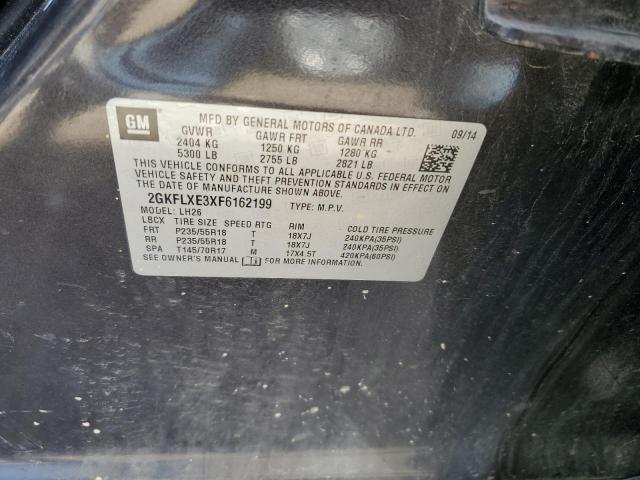 GM
MFD BY GENERAL MOTORS OF CANADA LTD.
09/14
GVWR GAWR FRT GAWR RR
2404 KG 1250 KG 1280 KG
5300 LB 2755 LB 2821 LB
THIS VEHICLE CONFORMS TO ALL APPLICABLE U.S. FEDERAL MOTOR
VEHICLE SAFETY AND THEFT PREVENTION STANDARDS IN EFFECT ON
THE DATE OF MANUFACTURE SHOWN ABOVE.
2GKFLXE3XF6162199 TYPE: M.P.V.
MODEL: LH26
LBCX TIRE SIZE SPEED RTG RIM COLD TIRE PRESSURE
FRT P235/55R18 T 18X7J 240KPA(35PSI)
RR P235/55R18 T 18X7J 240KPA(35PSI)
SPA T145/70R17 M 17X4.5T 420KPA(60PSI)
SEE OWNER'S MANUAL FOR MORE INFORMATION.